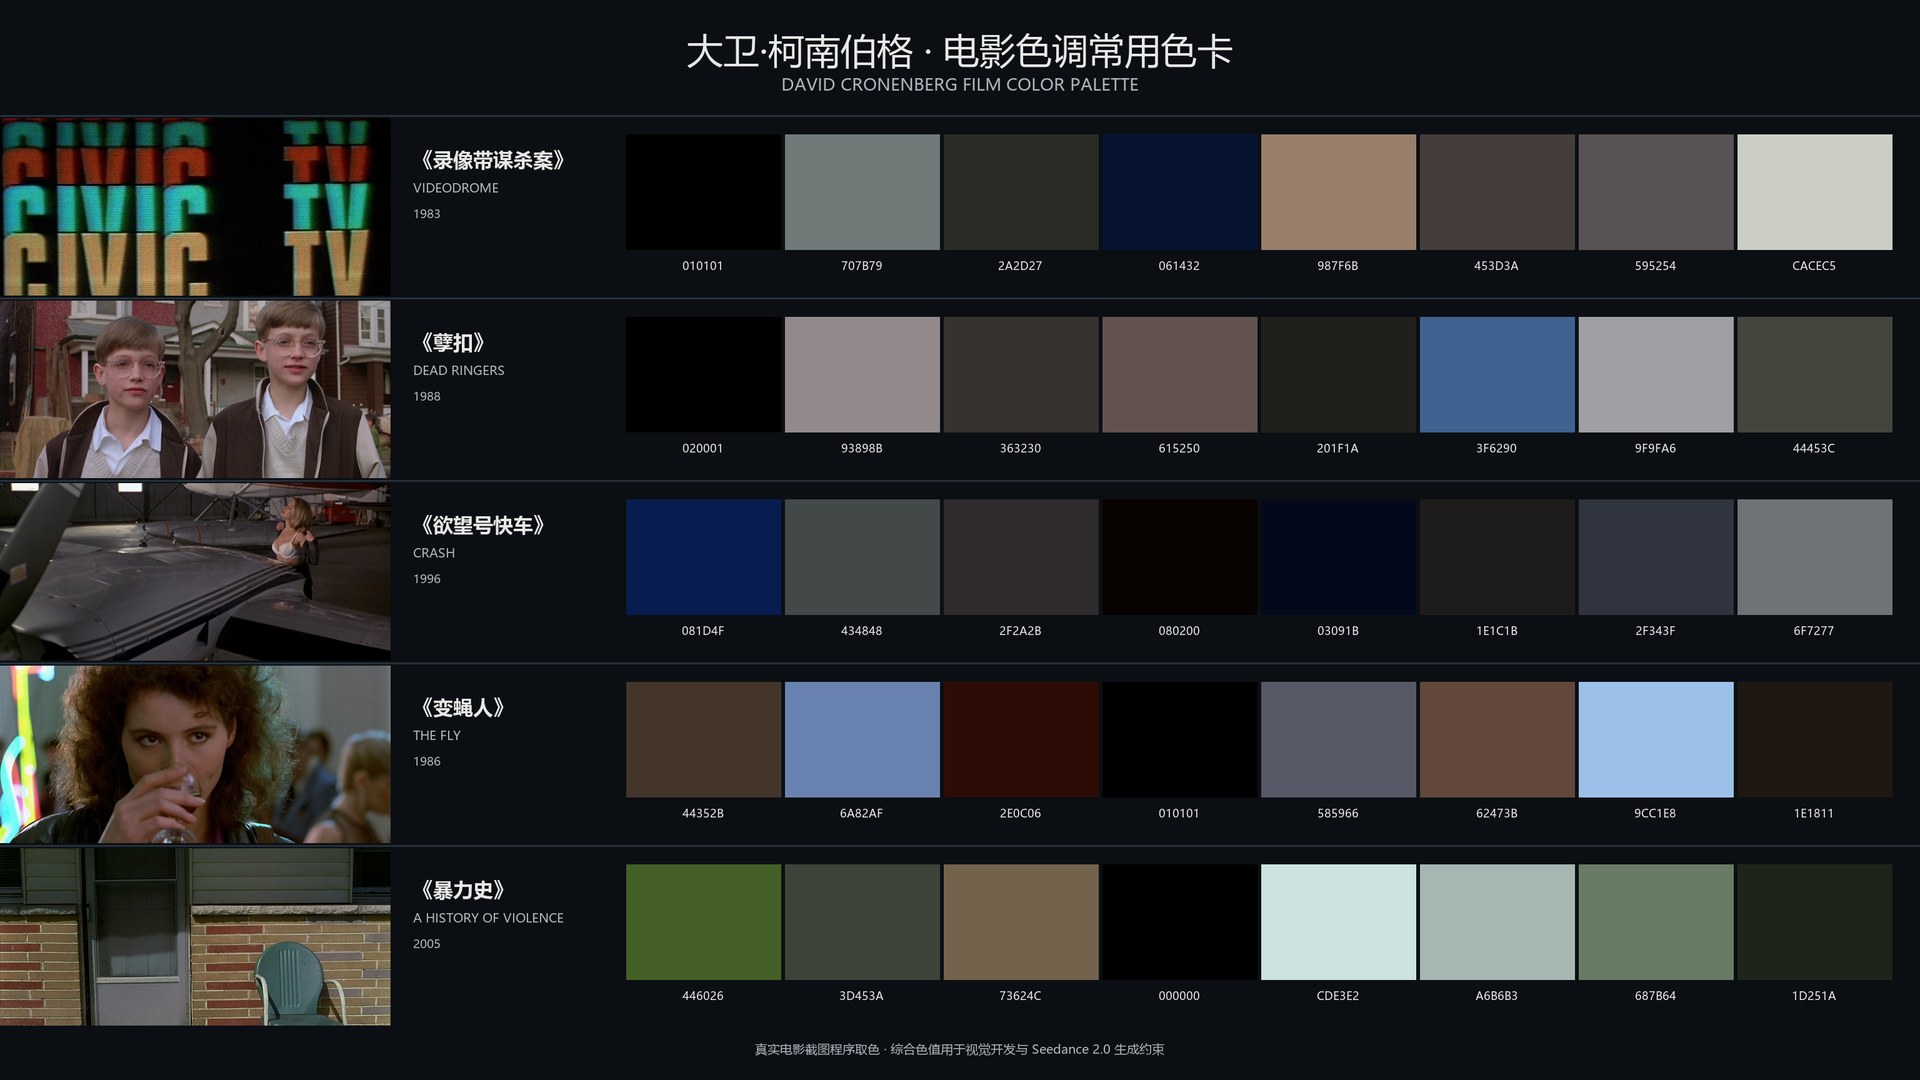 大卫·柯南伯格 · 电影色调常用色卡
DAVID CRONENBERG FILM COLOR PALETTE
CIVIC TV
CIVIC TV
CIVIC TV
CIVIC TV
《录像带谋杀案》
VIDEODROME
1983
010101 707B79 2A2D27 061432 987F6B 453D3A 595254 CACEC5
《孽扣》
DEAD RINGERS
1988
020001 93898B 363230 615250 201F1A 3F6290 9F9FA6 44453C
《欲望号快车》
CRASH
1996
081D4F 434848 2F2A2B 080200 03091B 1E1C1B 2F343F 6F7277
《变蝇人》
THE FLY
1986
44352B 6A82AF 2E0C06 010101 585966 62473B 9CC1E8 1E1811
《暴力史》
A HISTORY OF VIOLENCE
2005
446026 3D453A 73624C 000000 CDE3E2 A6B6B3 687B64 1D251A
真实电影截图程序取色 · 综合色值用于视觉开发与 Seedance 2.0 生成约束